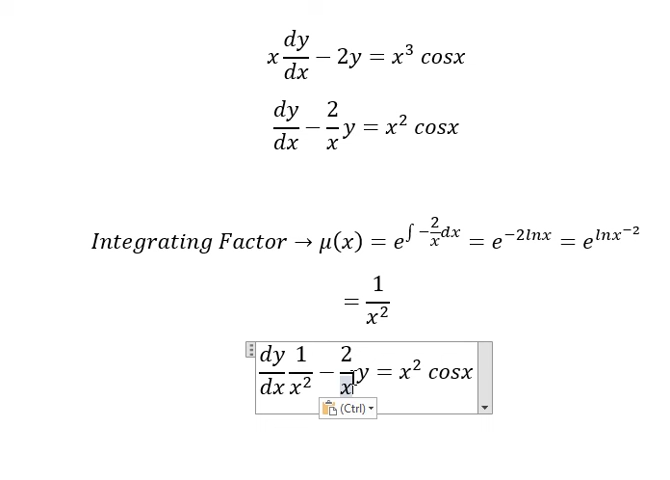 x dy/dx − 2y = x³ cosx
dy/dx − 2/x y = x² cosx
Integrating Factor → μ(x) = e^(∫ −2/x dx) = e^(−2lnx) = e^(lnx^(−2))
= 1/x²
dy/dx 1/x² − 2/x y = x² cosx
(Ctrl)